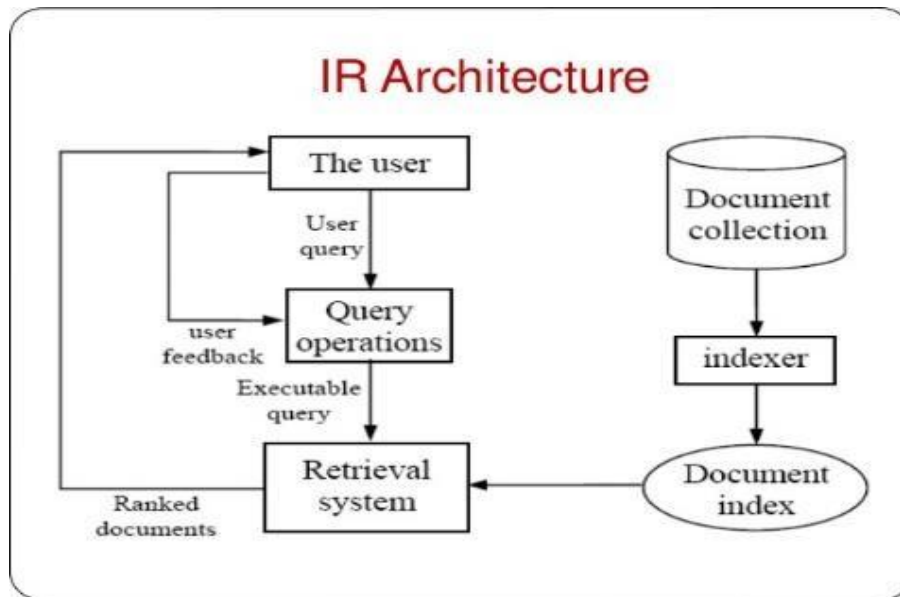 IR Architecture
The user
User
query
Query
operations
user
feedback
Executable
query
Retrieval
system
Ranked
documents
Document
collection
indexer
Document
index